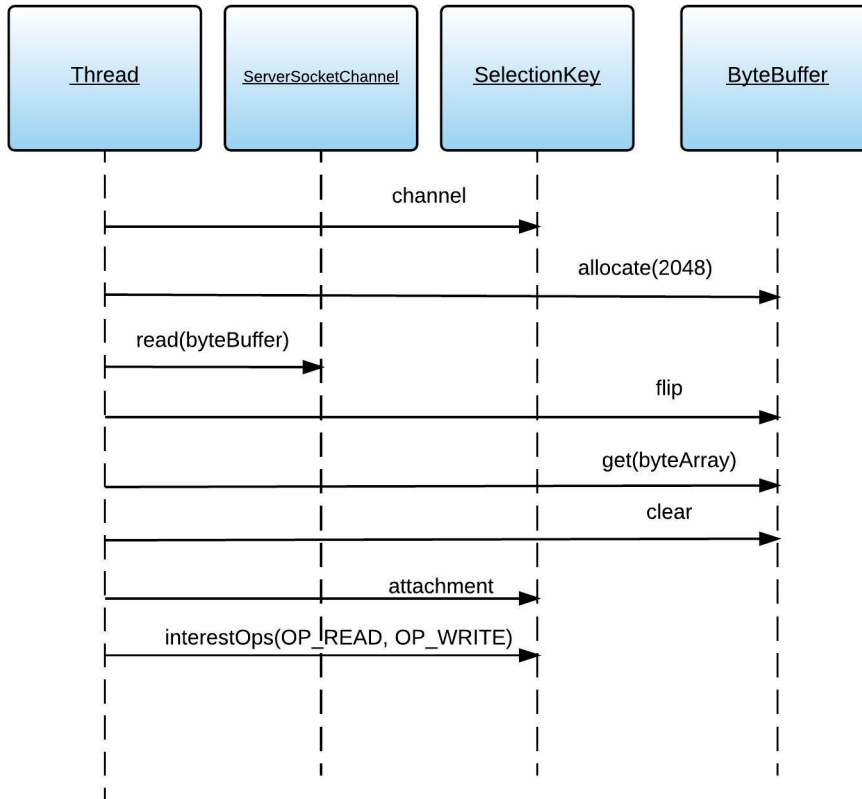 Thread
ServerSocketChannel
SelectionKey
ByteBuffer
channel
allocate(2048)
read(byteBuffer)
flip
get(byteArray)
clear
attachment
interestOps(OP_READ, OP_WRITE)